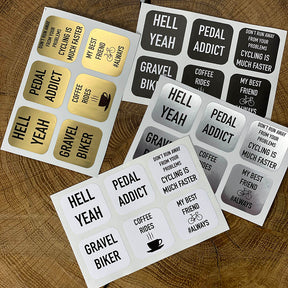 HELL
YEAH
PEDAL
ADDICT
DON'T RUN AWAY
FROM YOUR
PROBLEMS
CYCLING IS
MUCH FASTER
GRAVEL
BIKER
COFFEE
RIDES
MY BEST
FRIEND
#ALWAYS
HELL
YEAH
PEDAL
ADDICT
DON'T RUN AWAY
FROM YOUR
PROBLEMS
CYCLING IS
MUCH FASTER
GRAVEL
BIKER
COFFEE
RIDES
MY BEST
FRIEND
#ALWAYS
HELL
YEAH
PEDAL
ADDICT
DON'T RUN AWAY
FROM YOUR
PROBLEMS
CYCLING IS
MUCH FASTER
MY BEST
FRIEND
#ALWAYS
HELL
YEAH
PEDAL
ADDICT
DON'T RUN AWAY
FROM YOUR
PROBLEMS
CYCLING IS
MUCH FASTER
GRAVEL
BIKER
COFFEE
RIDES
MY BEST
FRIEND
#ALWAYS